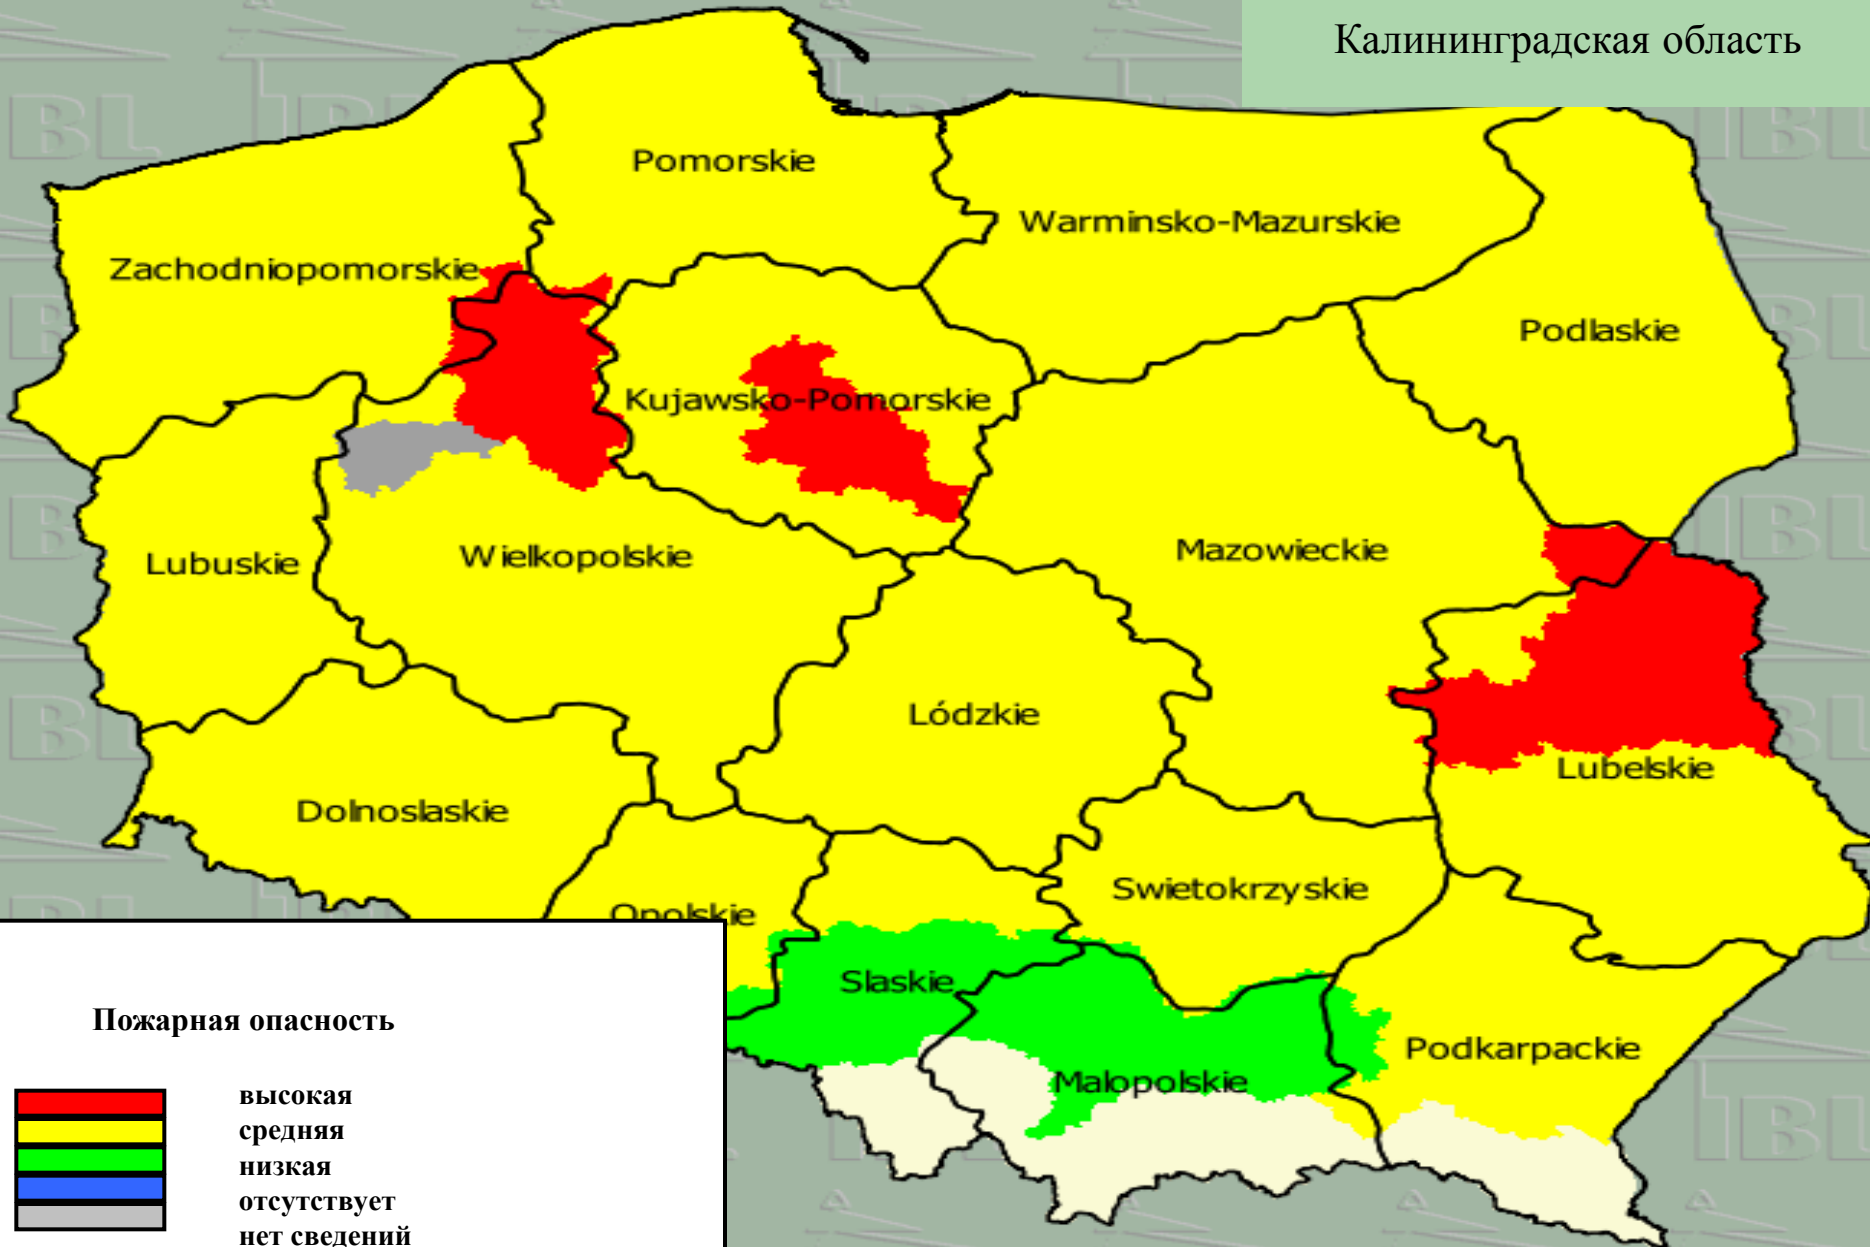 Калининградская область
Pomorskie
Warminsko-Mazurskie
Zachodniopomorskie
Podlaskie
Kujawsko-Pomorskie
Mazowieckie
Wielkopolskie
Lubuskie
Lódzkie
Lubelskie
Dolnoslaskie
Swietokrzyskie
Opolskie
Slaskie
Podkarpackie
Malopolskie
Пожарная опасность
высокая
средняя
низкая
отсутствует
нет сведений
IBL